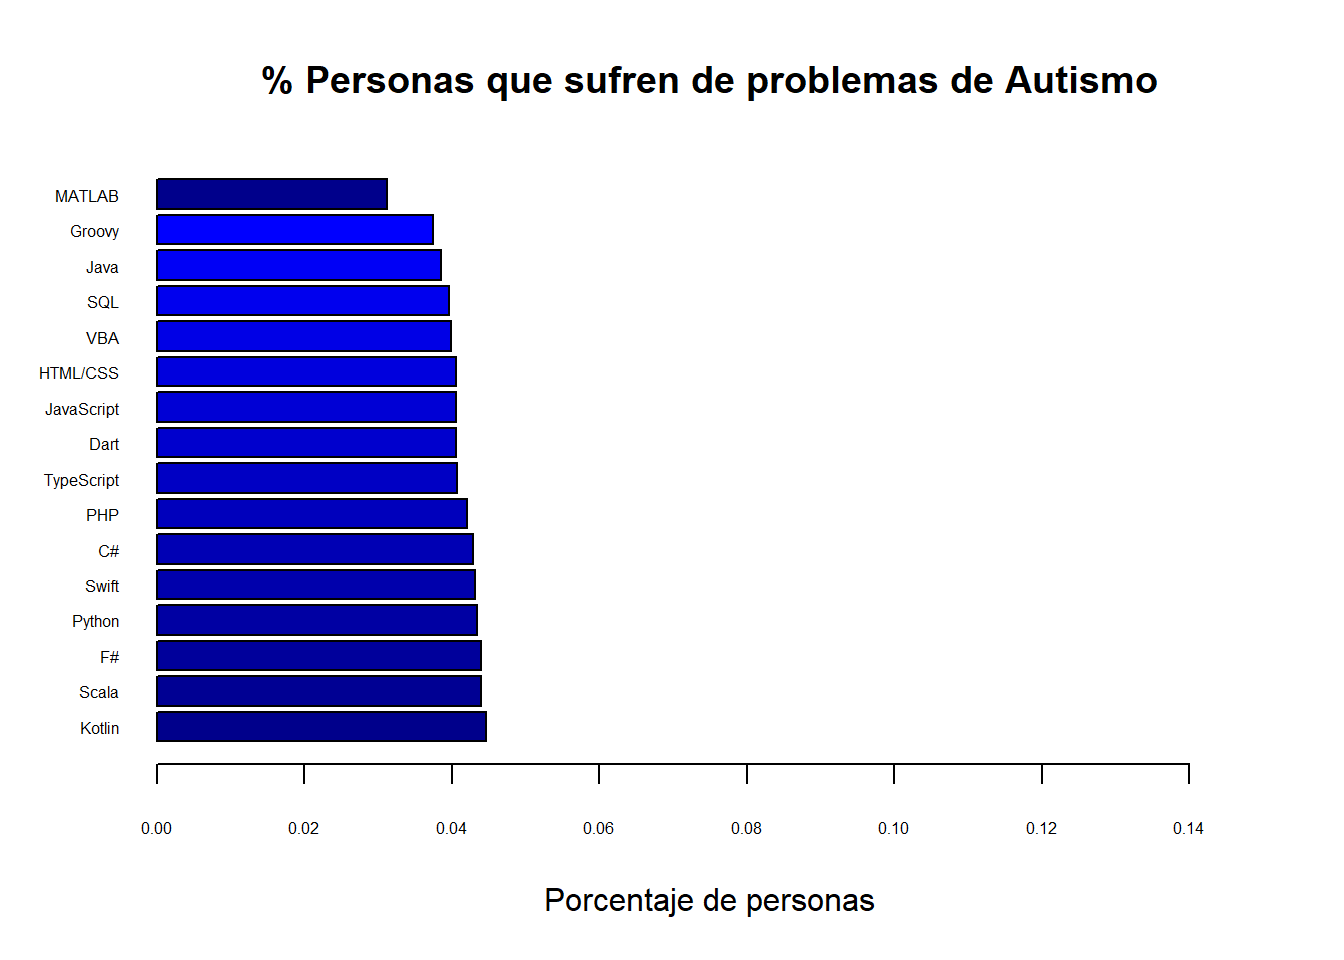 % Personas que sufren de problemas de Autismo
MATLAB
Groovy
Java
SQL
VBA
HTML/CSS
JavaScript
Dart
TypeScript
PHP
C#
Swift
Python
F#
Scala
Kotlin
0.00 0.02 0.04 0.06 0.08 0.10 0.12 0.14
Porcentaje de personas